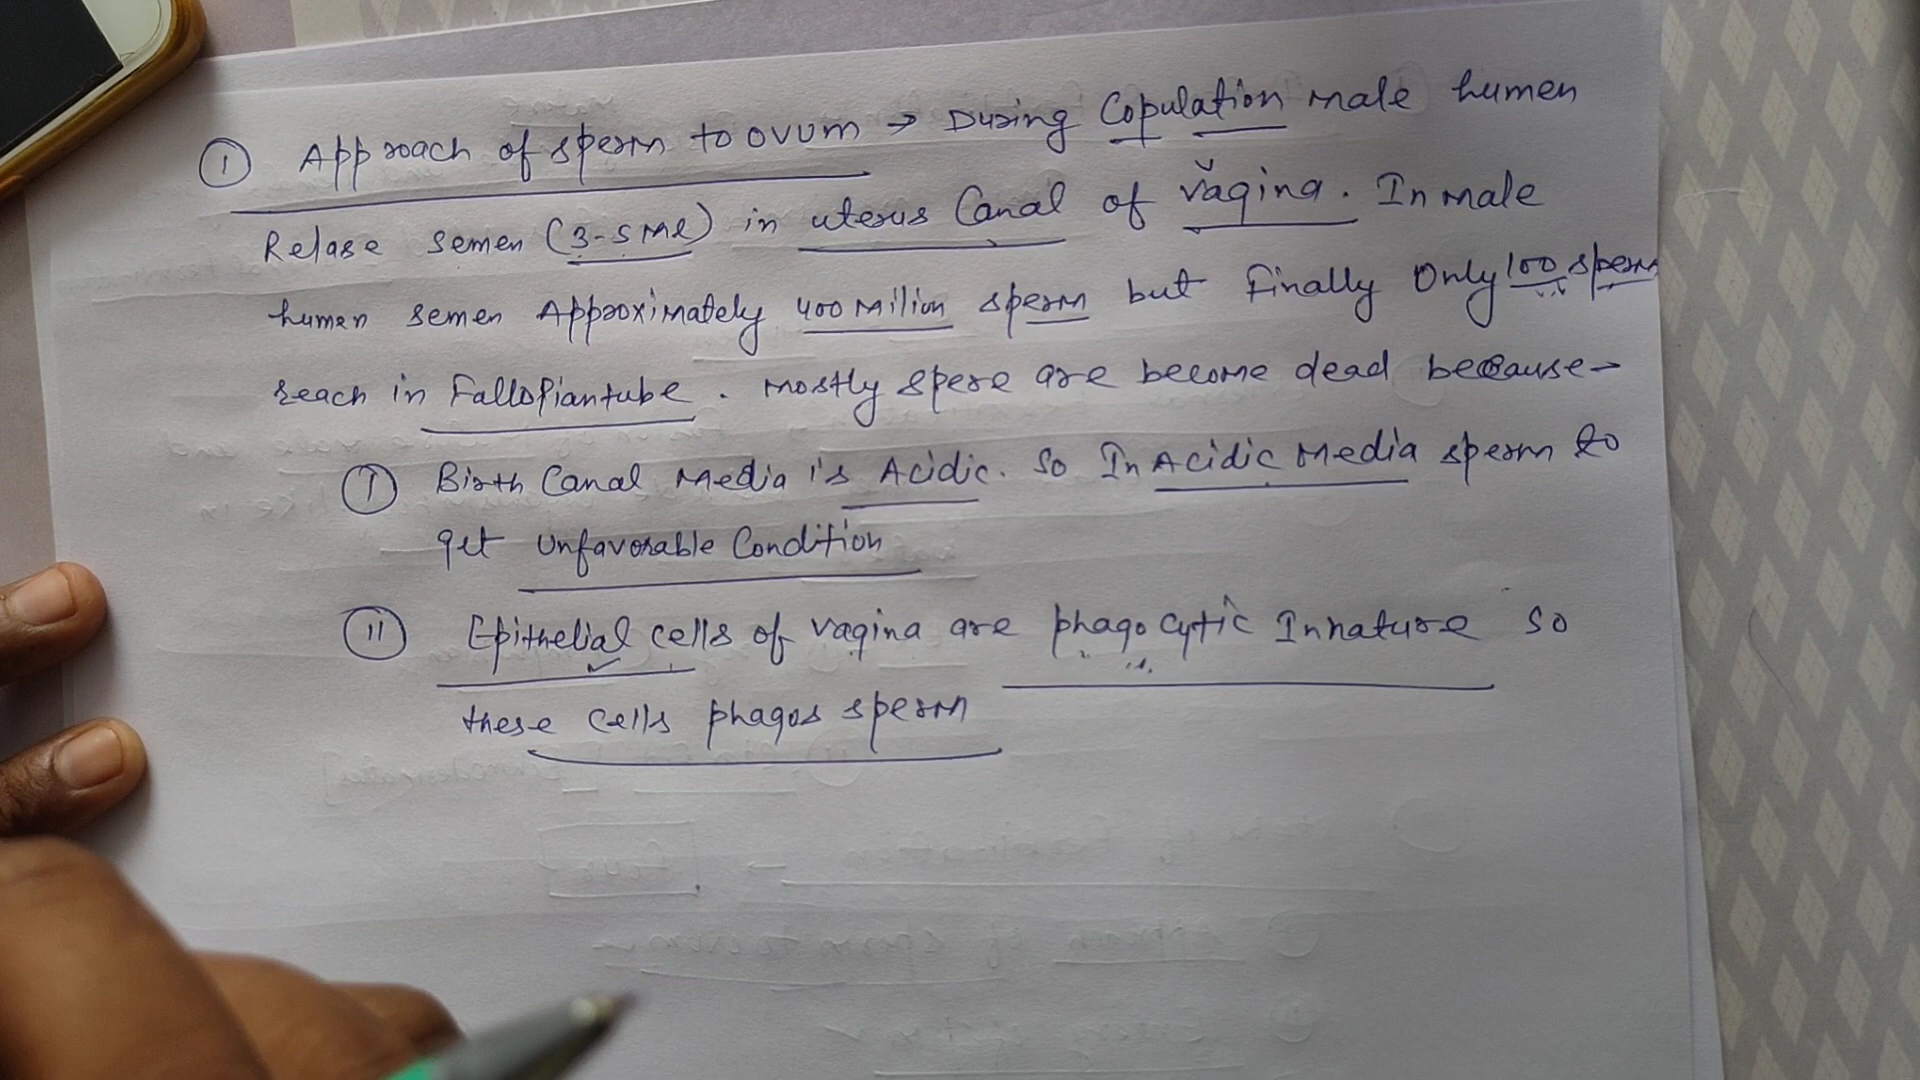 ① Approach of sperm to ovum → During Copulation male humen
Relase semen (3-5 Ml) in uterus Canal of vagina. In male
humen semen Approximately 400 Milion sperm but Finally Only 100 sperm
reach in Fallopiantube. Mostly spere are become dead because→
Ⓘ Birth Canal Media is Acidic. So In Acidic Media sperm to
get unfavorable Condition
ⓘⓘ Epithelial cells of vagina are phagocytic Innature so
these cells phagos sperm